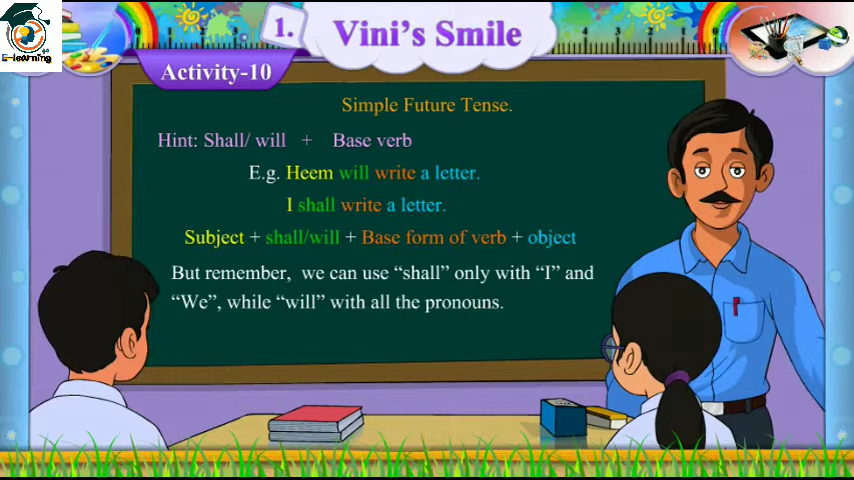 1. Vini's Smile
E-learning
Activity-10
Simple Future Tense.
Hint: Shall/ will + Base verb
E.g. Heem will write a letter.
I shall write a letter.
Subject + shall/will + Base form of verb + object
But remember, we can use “shall” only with “I” and
“We”, while “will” with all the pronouns.